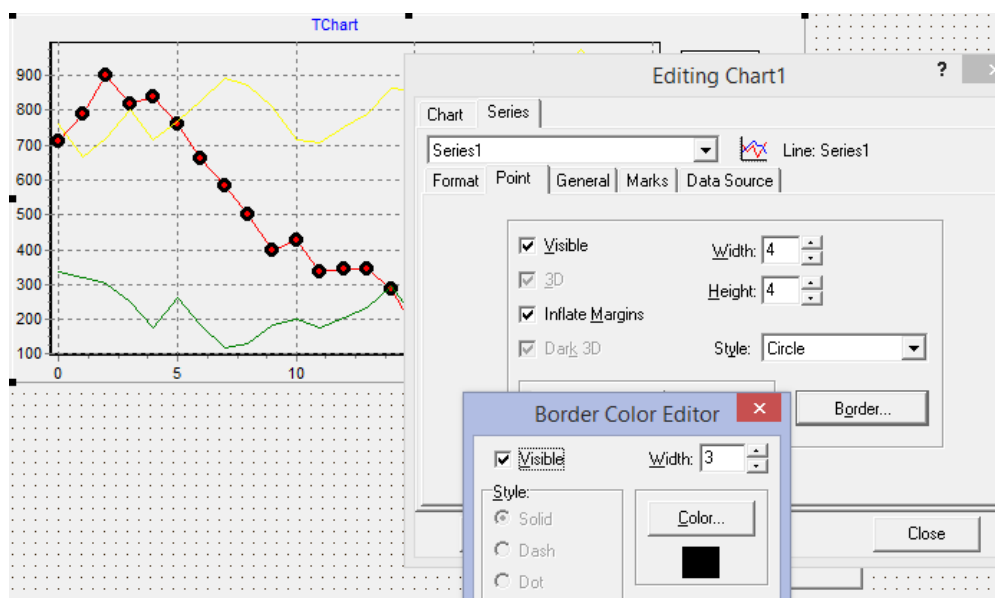 TChart
900
800
700
600
500
400
300
200
100
0 5 10
Editing Chart1 ? ×
Chart Series
Series1 Line: Series1
Format Point General Marks Data Source
Visible Width: 4
3D Height: 4
Inflate Margins
Dark 3D Style: Circle
Border...
Border Color Editor ×
Visible Width: 3
Style:
Solid Color...
Dash
Dot
Close